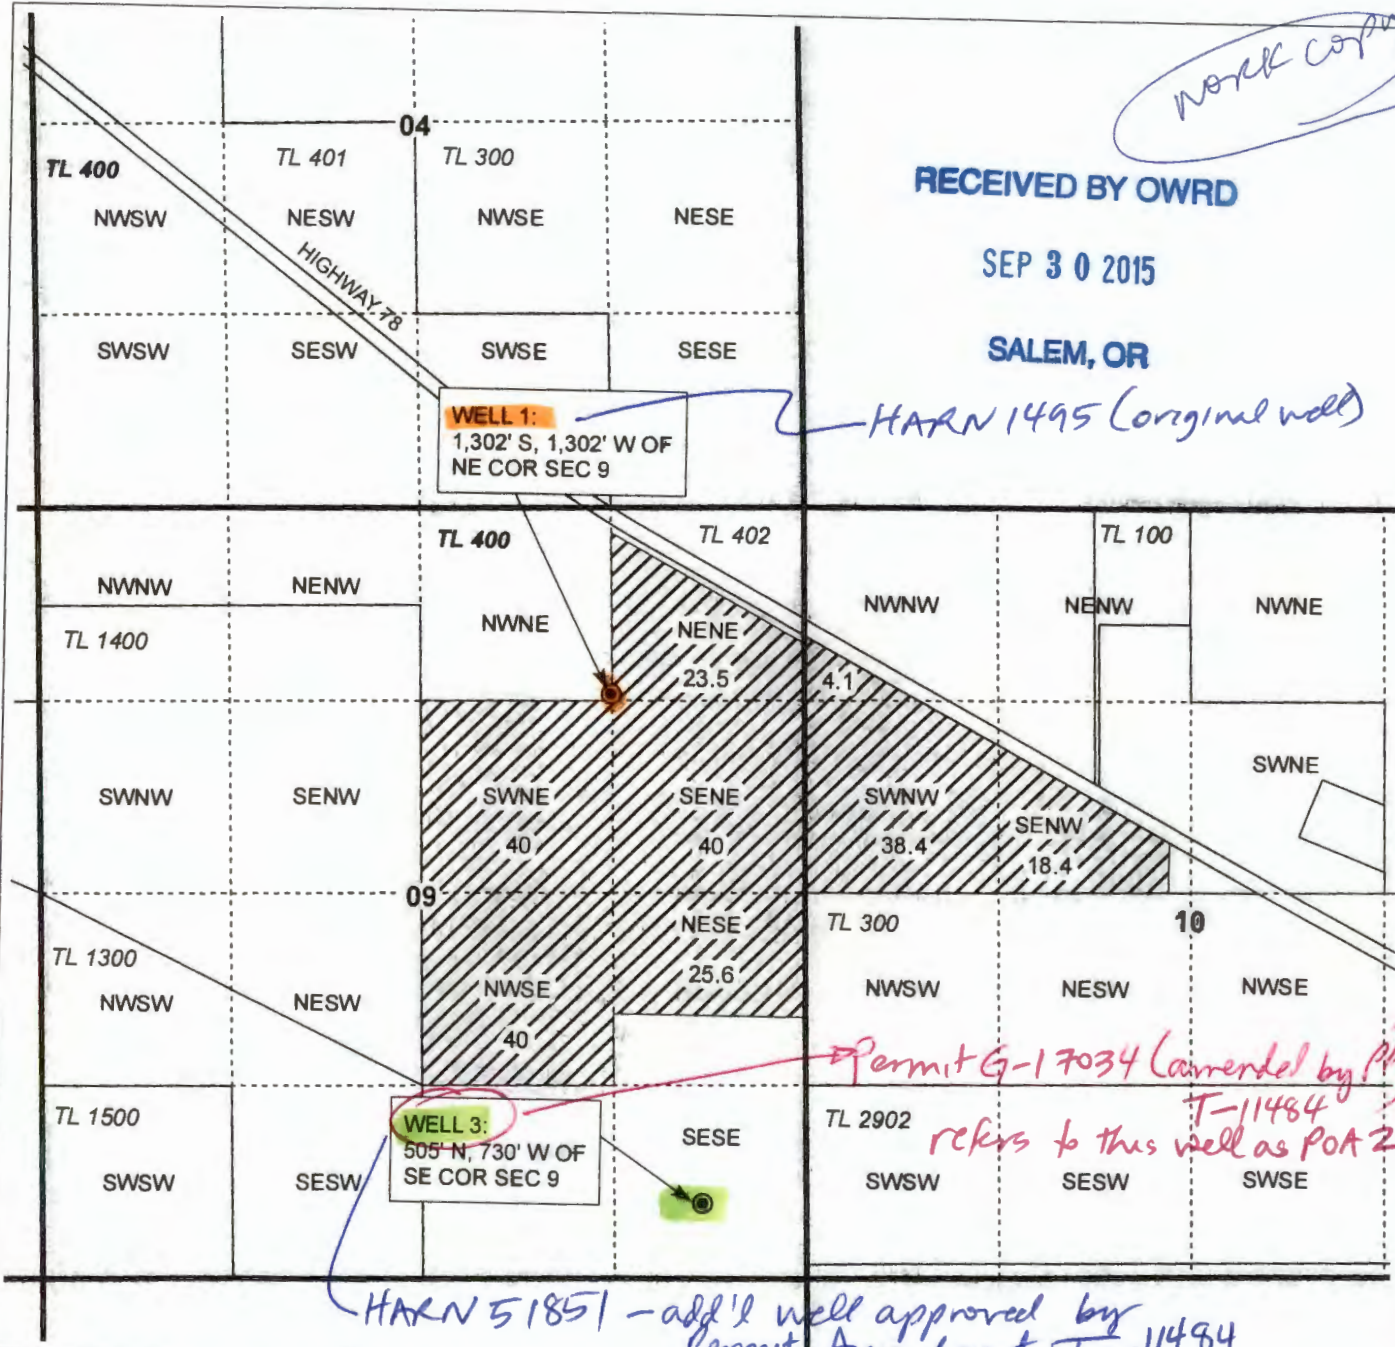 WORK COPY
RECEIVED BY OWRD
SEP 30 2015
SALEM, OR
04
TL 400
TL 401
TL 300
NWSW
NESW
NWSE
NESE
HIGHWAY 78
SWSW
SESW
SWSE
SESE
WELL 1:
1,302' S, 1,302' W OF
NE COR SEC 9
HARN 1495 (original well)
TL 400
TL 402
TL 100
NWNW
NENW
NWNE
NENE
NWNW
NENW
NWNE
TL 1400
23.5
4.1
SWNW
SENW
SWNE
SENE
SWNW
SENW
SWNE
40
40
38.4
18.4
09
10
TL 1300
NESE
TL 300
NWSW
NESW
NWSE
25.6
NWSW
NESW
NWSE
40
Permit G-17034 (amended by
T-11484
refers to this well as POA 2
TL 1500
WELL 3:
505' N, 730' W OF
SE COR SEC 9
SESE
TL 2902
SWSW
SESW
SWSW
SESW
SWSE
HARN 51851 - add'l well approved by
Permit Amendment T-11484